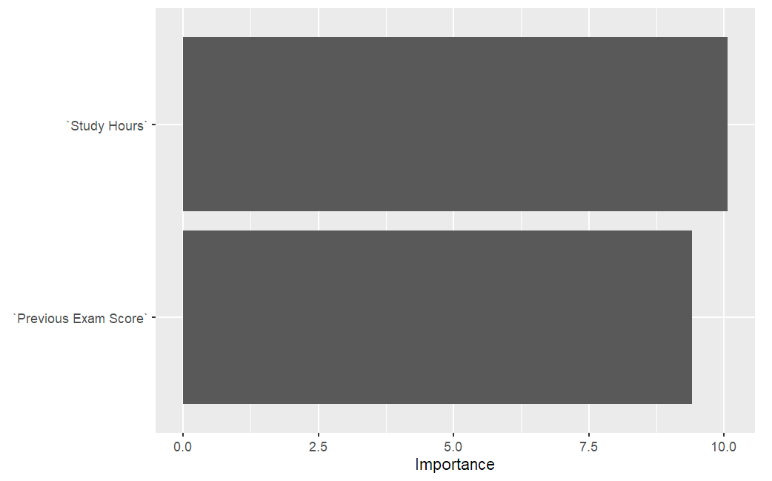 `Study Hours`
`Previous Exam Score`
0.0 2.5 5.0 7.5 10.0
Importance